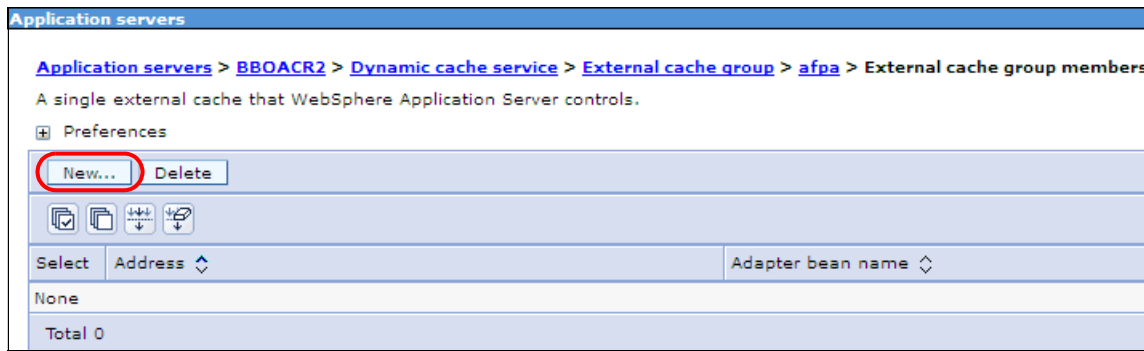 Application servers
Application servers > BBOACR2 > Dynamic cache service > External cache group > afpa > External cache group members
A single external cache that WebSphere Application Server controls.
Preferences
New... Delete
Select Address Adapter bean name
None
Total 0